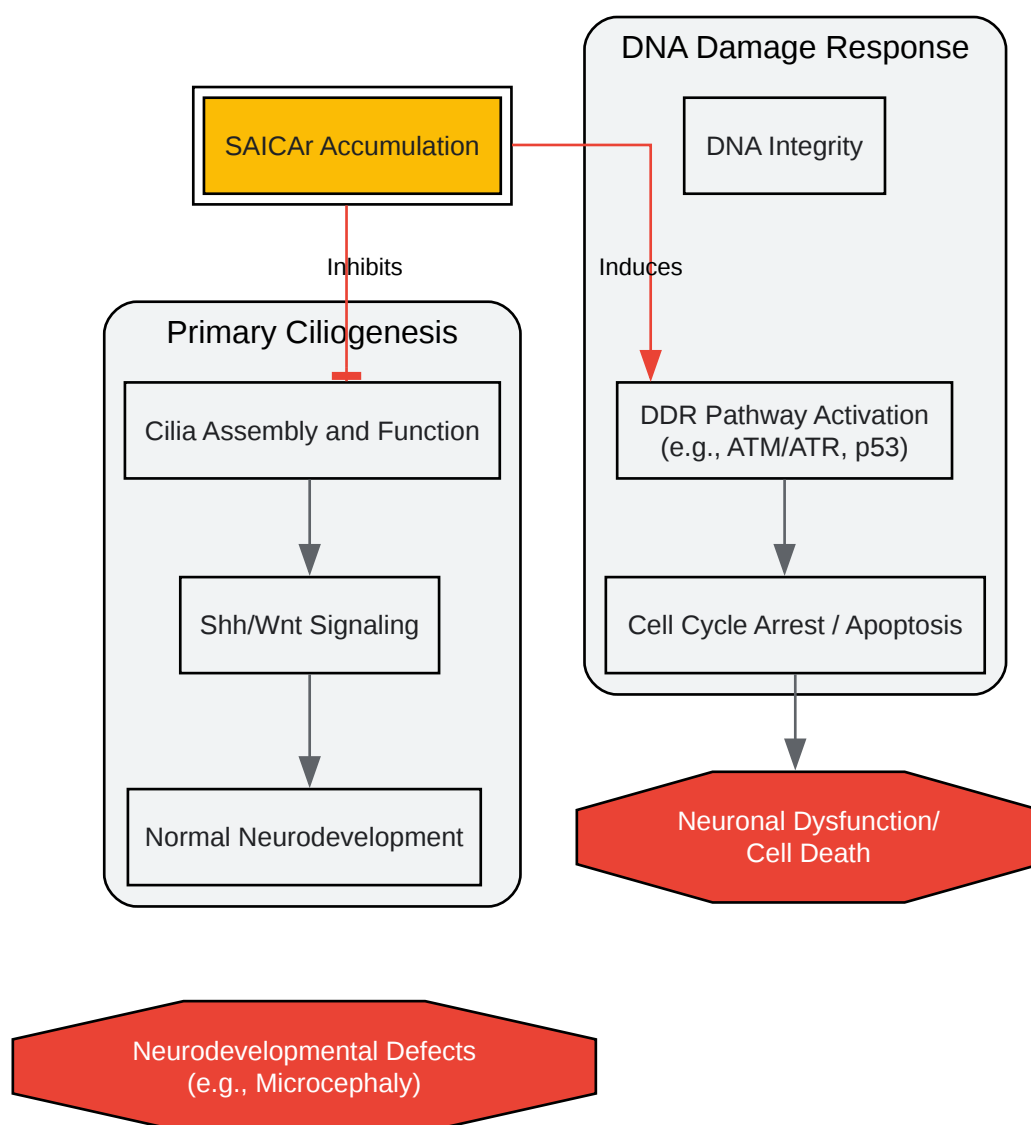 DNA Damage Response
SAICAr Accumulation
DNA Integrity
Inhibits
Induces
Primary Ciliogenesis
Cilia Assembly and Function
DDR Pathway Activation
(e.g., ATM/ATR, p53)
Shh/Wnt Signaling
Cell Cycle Arrest / Apoptosis
Normal Neurodevelopment
Neuronal Dysfunction/
Cell Death
Neurodevelopmental Defects
(e.g., Microcephaly)